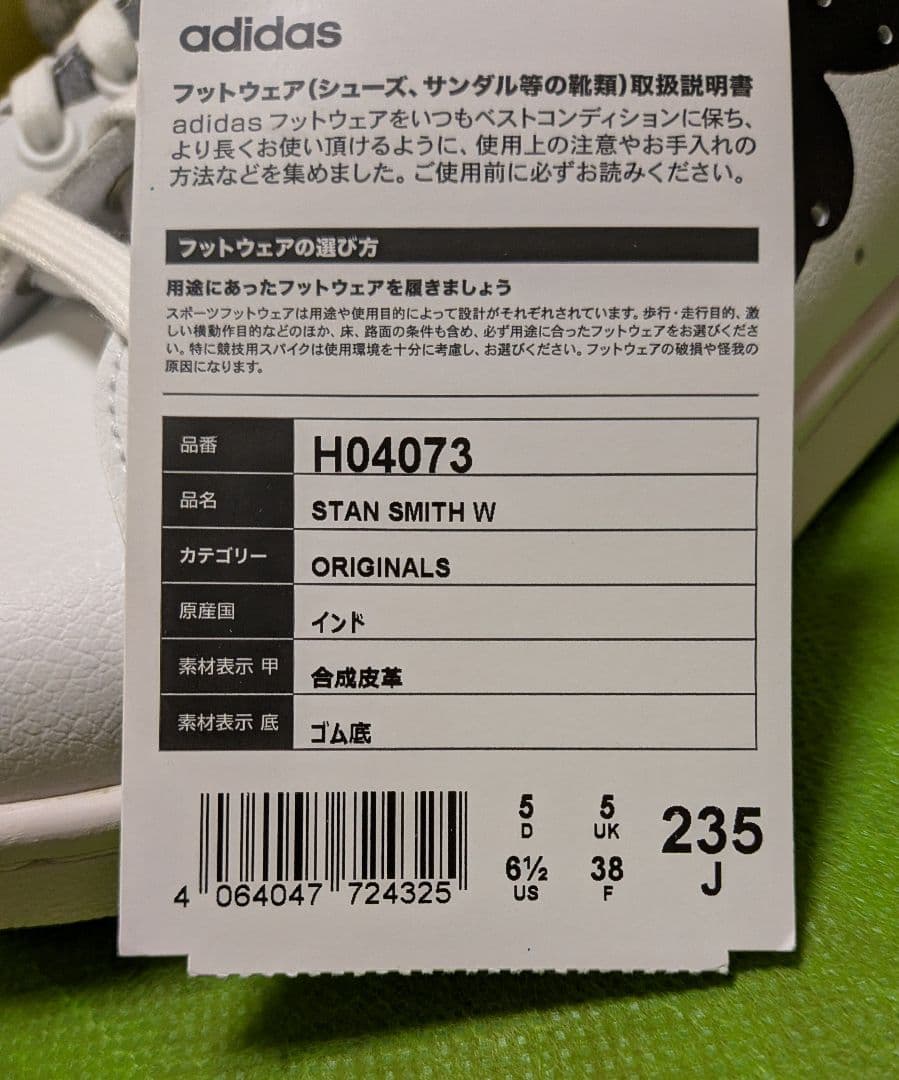 adidas
フットウェア(シューズ、サンダル等の靴類)取扱説明書
adidas フットウェアをいつもベストコンディションに保ち、
より長くお使い頂けるように、使用上の注意やお手入れの
方法などを集めました。ご使用前に必ずお読みください。
フットウェアの選び方
用途にあったフットウェアを履きましょう
スポーツフットウェアは用途や使用目的によって設計がそれぞれされています。歩行・走行目的、激
しい横動作目的などのほか、床、路面の条件も含め、必ず用途に合ったフットウェアをお選びくださ
い。特に競技用スパイクは使用環境を十分に考慮し、お選びください。フットウェアの破損や怪我の
原因になります。
品番 H04073
品名 STAN SMITH W
カテゴリー ORIGINALS
原産国 インド
素材表示 甲 合成皮革
素材表示 底 ゴム底
5 5 235
D UK J
6½ 38
US F
4 064047 724325